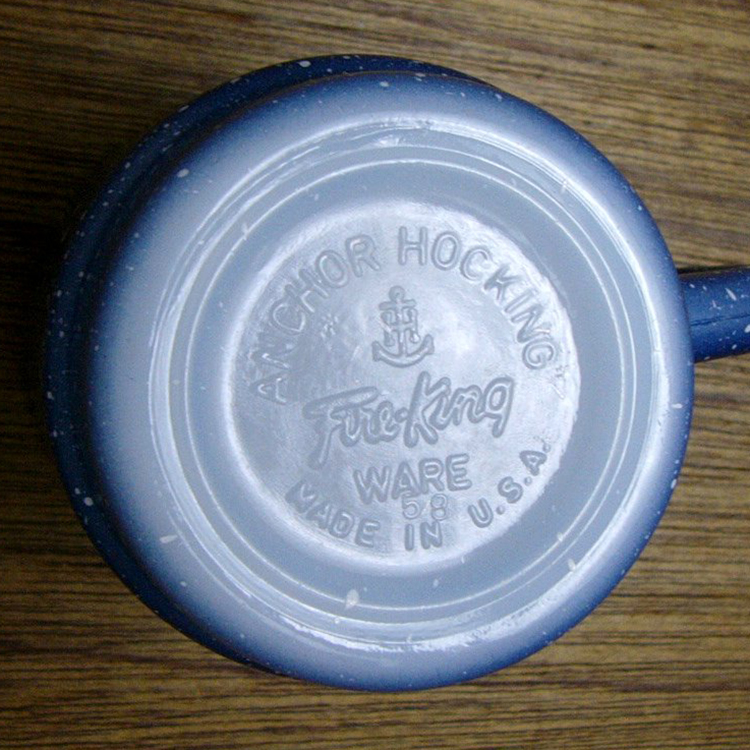 ANCHOR HOCKING
Fire-King
WARE
58
MADE IN U.S.A.